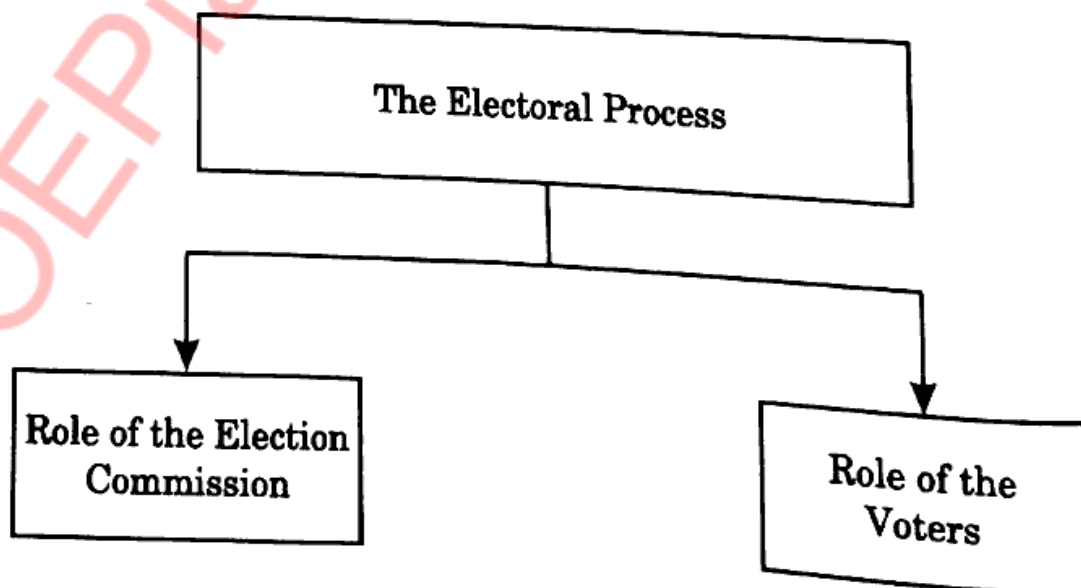 The Electoral Process
Role of the Election
Commission
Role of the
Voters